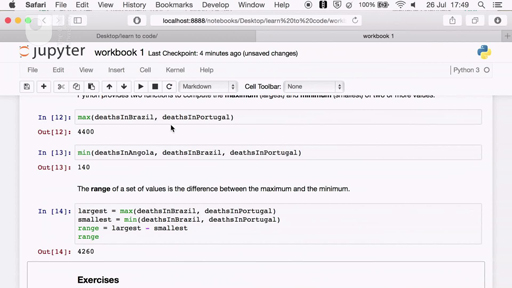 Safari File Edit View History Bookmarks Develop Window Help 100% 26 Jul 17:49
localhost:8888/notebooks/Desktop/learn%20to%20code/work
Desktop/learn to code/ workbook 1
jupyter workbook 1 Last Checkpoint: 4 minutes ago (unsaved changes)
File Edit View Insert Cell Kernel Help Python 3
Markdown Cell Toolbar: None
Python provides two functions to compute the maximum (largest) and minimum (smallest) of two or more values.
In [12]: max(deathsInBrazil, deathsInPortugal)
Out[12]: 4400
In [13]: min(deathsInAngola, deathsInBrazil, deathsInPortugal)
Out[13]: 140
The range of a set of values is the difference between the maximum and the minimum.
In [14]: largest = max(deathsInBrazil, deathsInPortugal)
smallest = min(deathsInBrazil, deathsInPortugal)
range = largest - smallest
range
Out[14]: 4260
Exercises